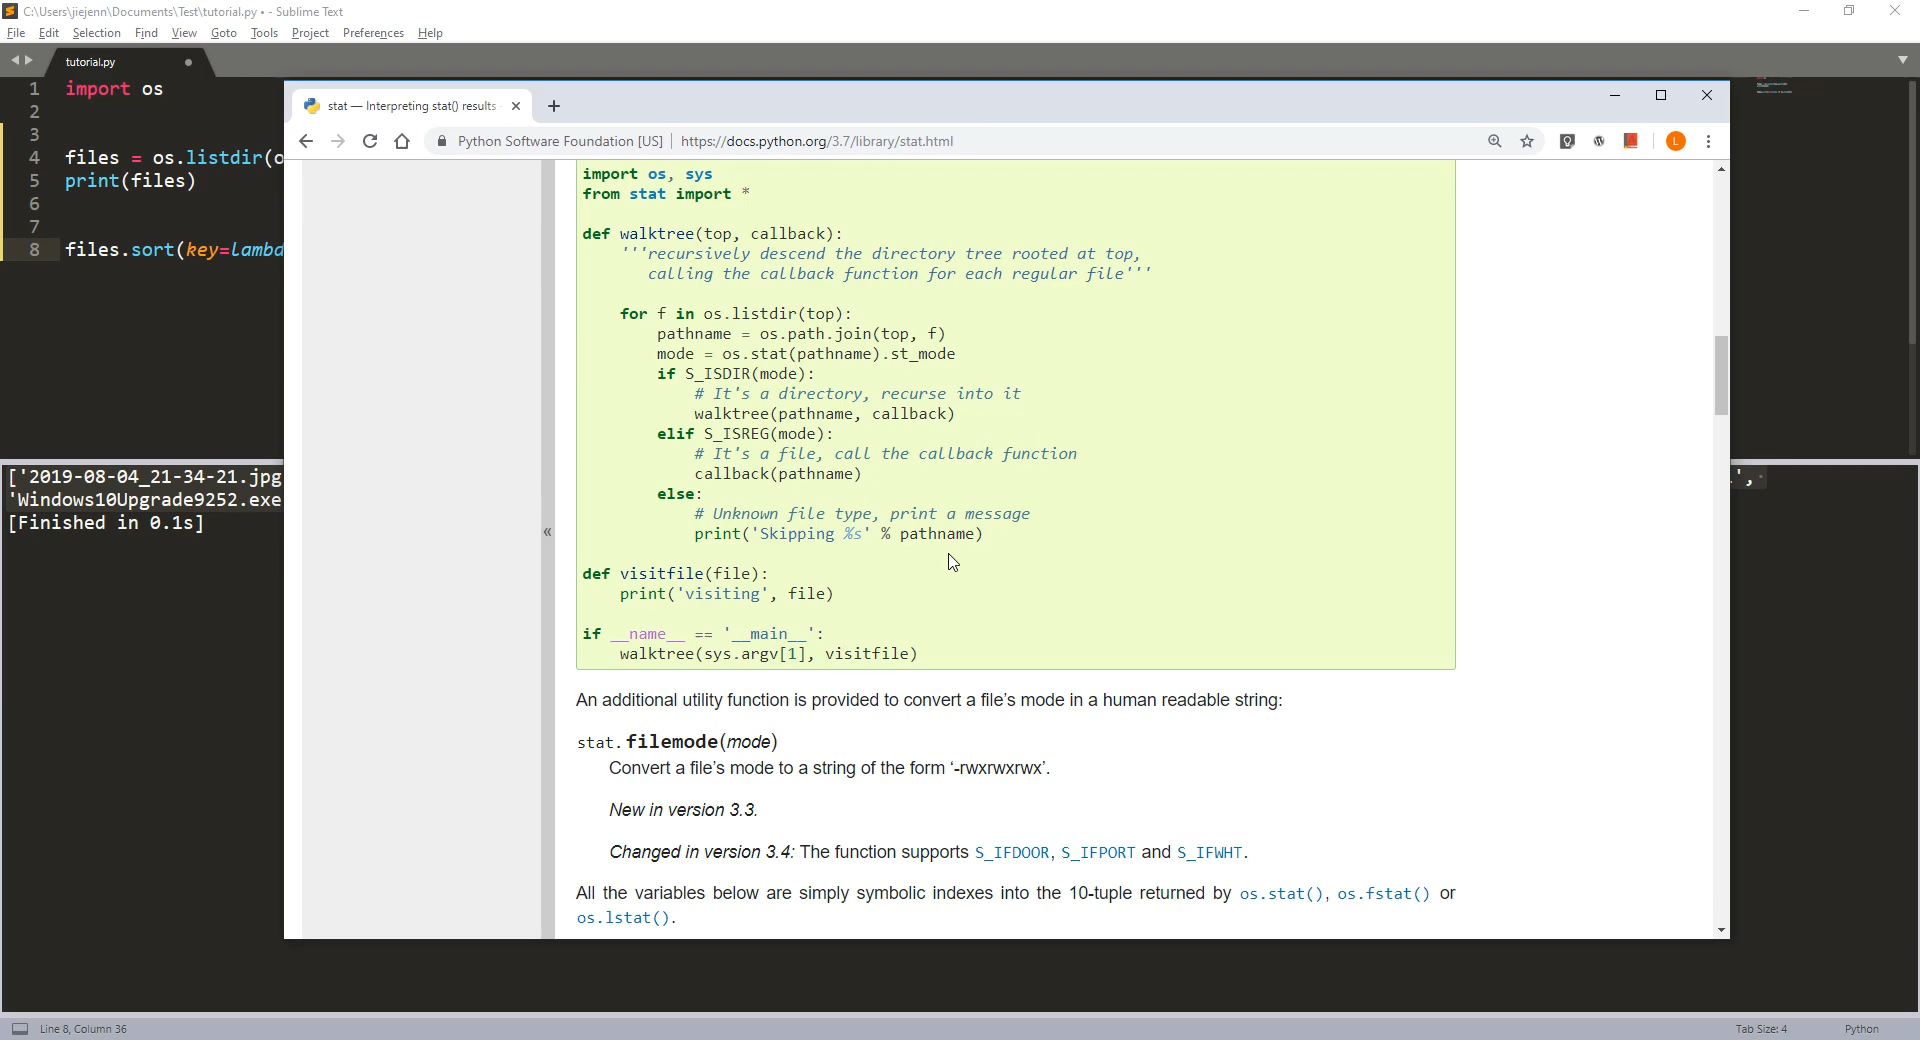 C:\Users\jiejenn\Documents\Test\tutorial.py • - Sublime Text
File Edit Selection Find View Goto Tools Project Preferences Help
tutorial.py
1 import os
2
3
4 files = os.listdir(o
5 print(files)
6
7
8 files.sort(key=lambd
stat — Interpreting stat() results
Python Software Foundation [US] | https://docs.python.org/3.7/library/stat.html
L
import os, sys
from stat import *
def walktree(top, callback):
'''recursively descend the directory tree rooted at top,
calling the callback function for each regular file'''
for f in os.listdir(top):
pathname = os.path.join(top, f)
mode = os.stat(pathname).st_mode
if S_ISDIR(mode):
# It's a directory, recurse into it
walktree(pathname, callback)
elif S_ISREG(mode):
# It's a file, call the callback function
callback(pathname)
else:
# Unknown file type, print a message
print('Skipping %s' % pathname)
def visitfile(file):
print('visiting', file)
if __name__ == '__main__':
walktree(sys.argv[1], visitfile)
An additional utility function is provided to convert a file’s mode in a human readable string:
stat.filemode(mode)
Convert a file’s mode to a string of the form ‘-rwxrwxrwx’.
New in version 3.3.
Changed in version 3.4: The function supports S_IFDOOR, S_IFPORT and S_IFWHT.
All the variables below are simply symbolic indexes into the 10-tuple returned by os.stat(), os.fstat() or
os.lstat().
«
['2019-08-04_21-34-21.jpg
',
'Windows10Upgrade9252.exe
[Finished in 0.1s]
Line 8, Column 36
Tab Size: 4
Python